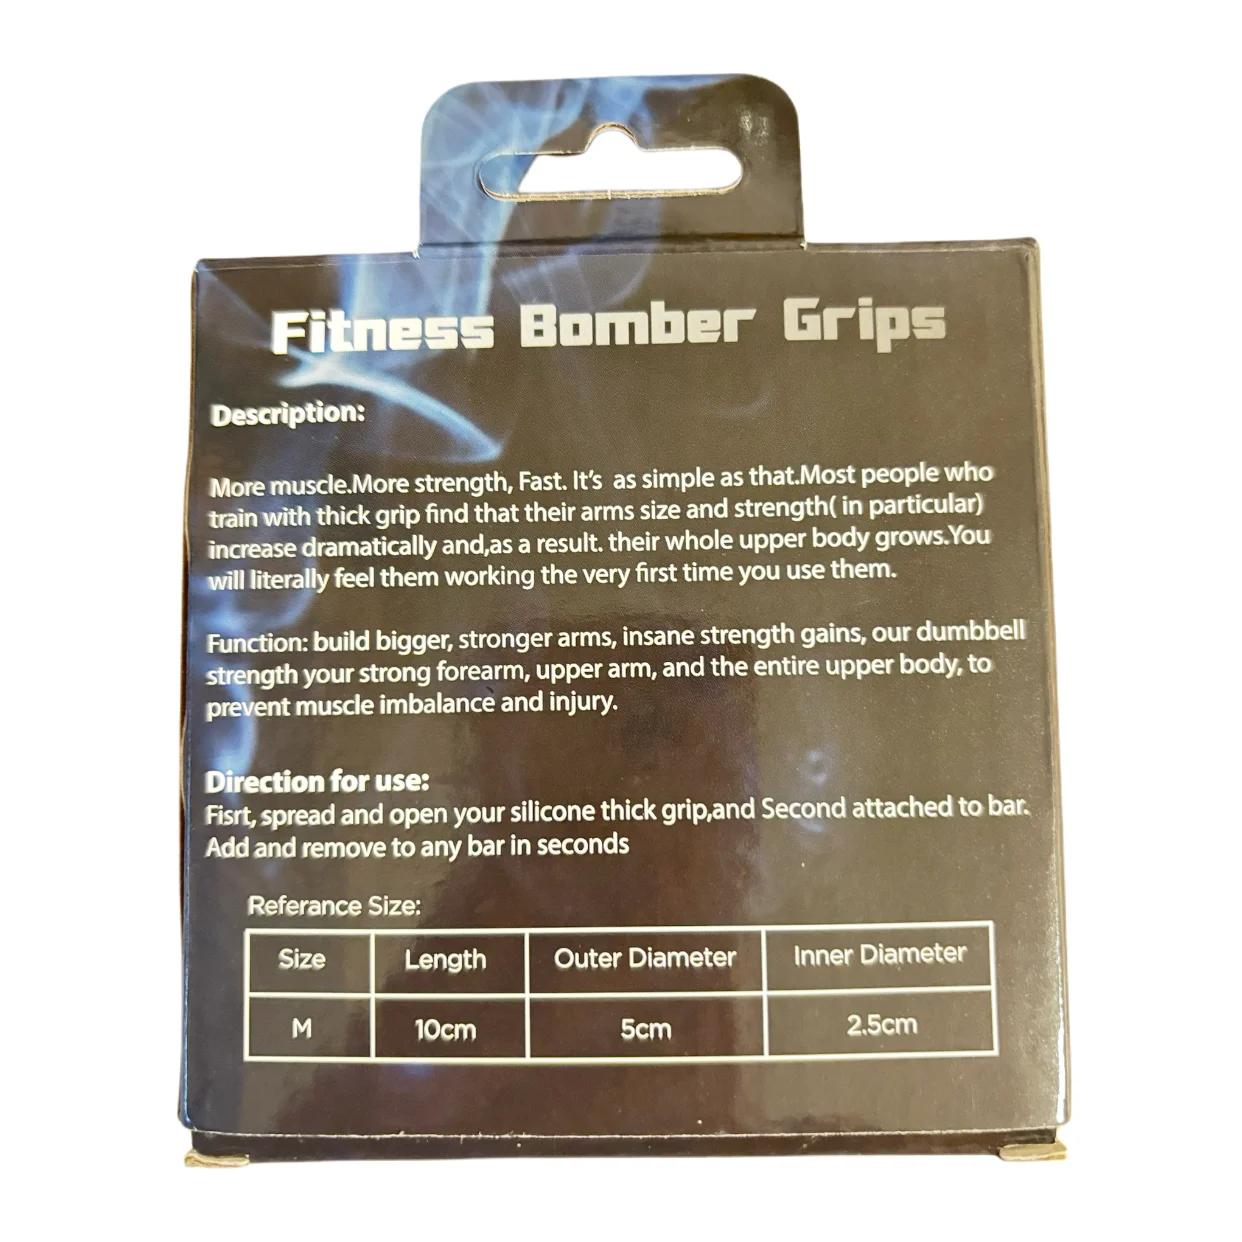 Fitness Bomber Grips
Description:
More muscle.More strength, Fast. It's as simple as that.Most people who
train with thick grip find that their arms size and strength( in particular)
increase dramatically and,as a result. their whole upper body grows.You
will literally feel them working the very first time you use them.
Function: build bigger, stronger arms, insane strength gains, our dumbbell
strength your strong forearm, upper arm, and the entire upper body, to
prevent muscle imbalance and injury.
Direction for use:
Fisrt, spread and open your silicone thick grip,and Second attached to bar.
Add and remove to any bar in seconds
Referance Size:
Size Length Outer Diameter Inner Diameter
M 10cm 5cm 2.5cm